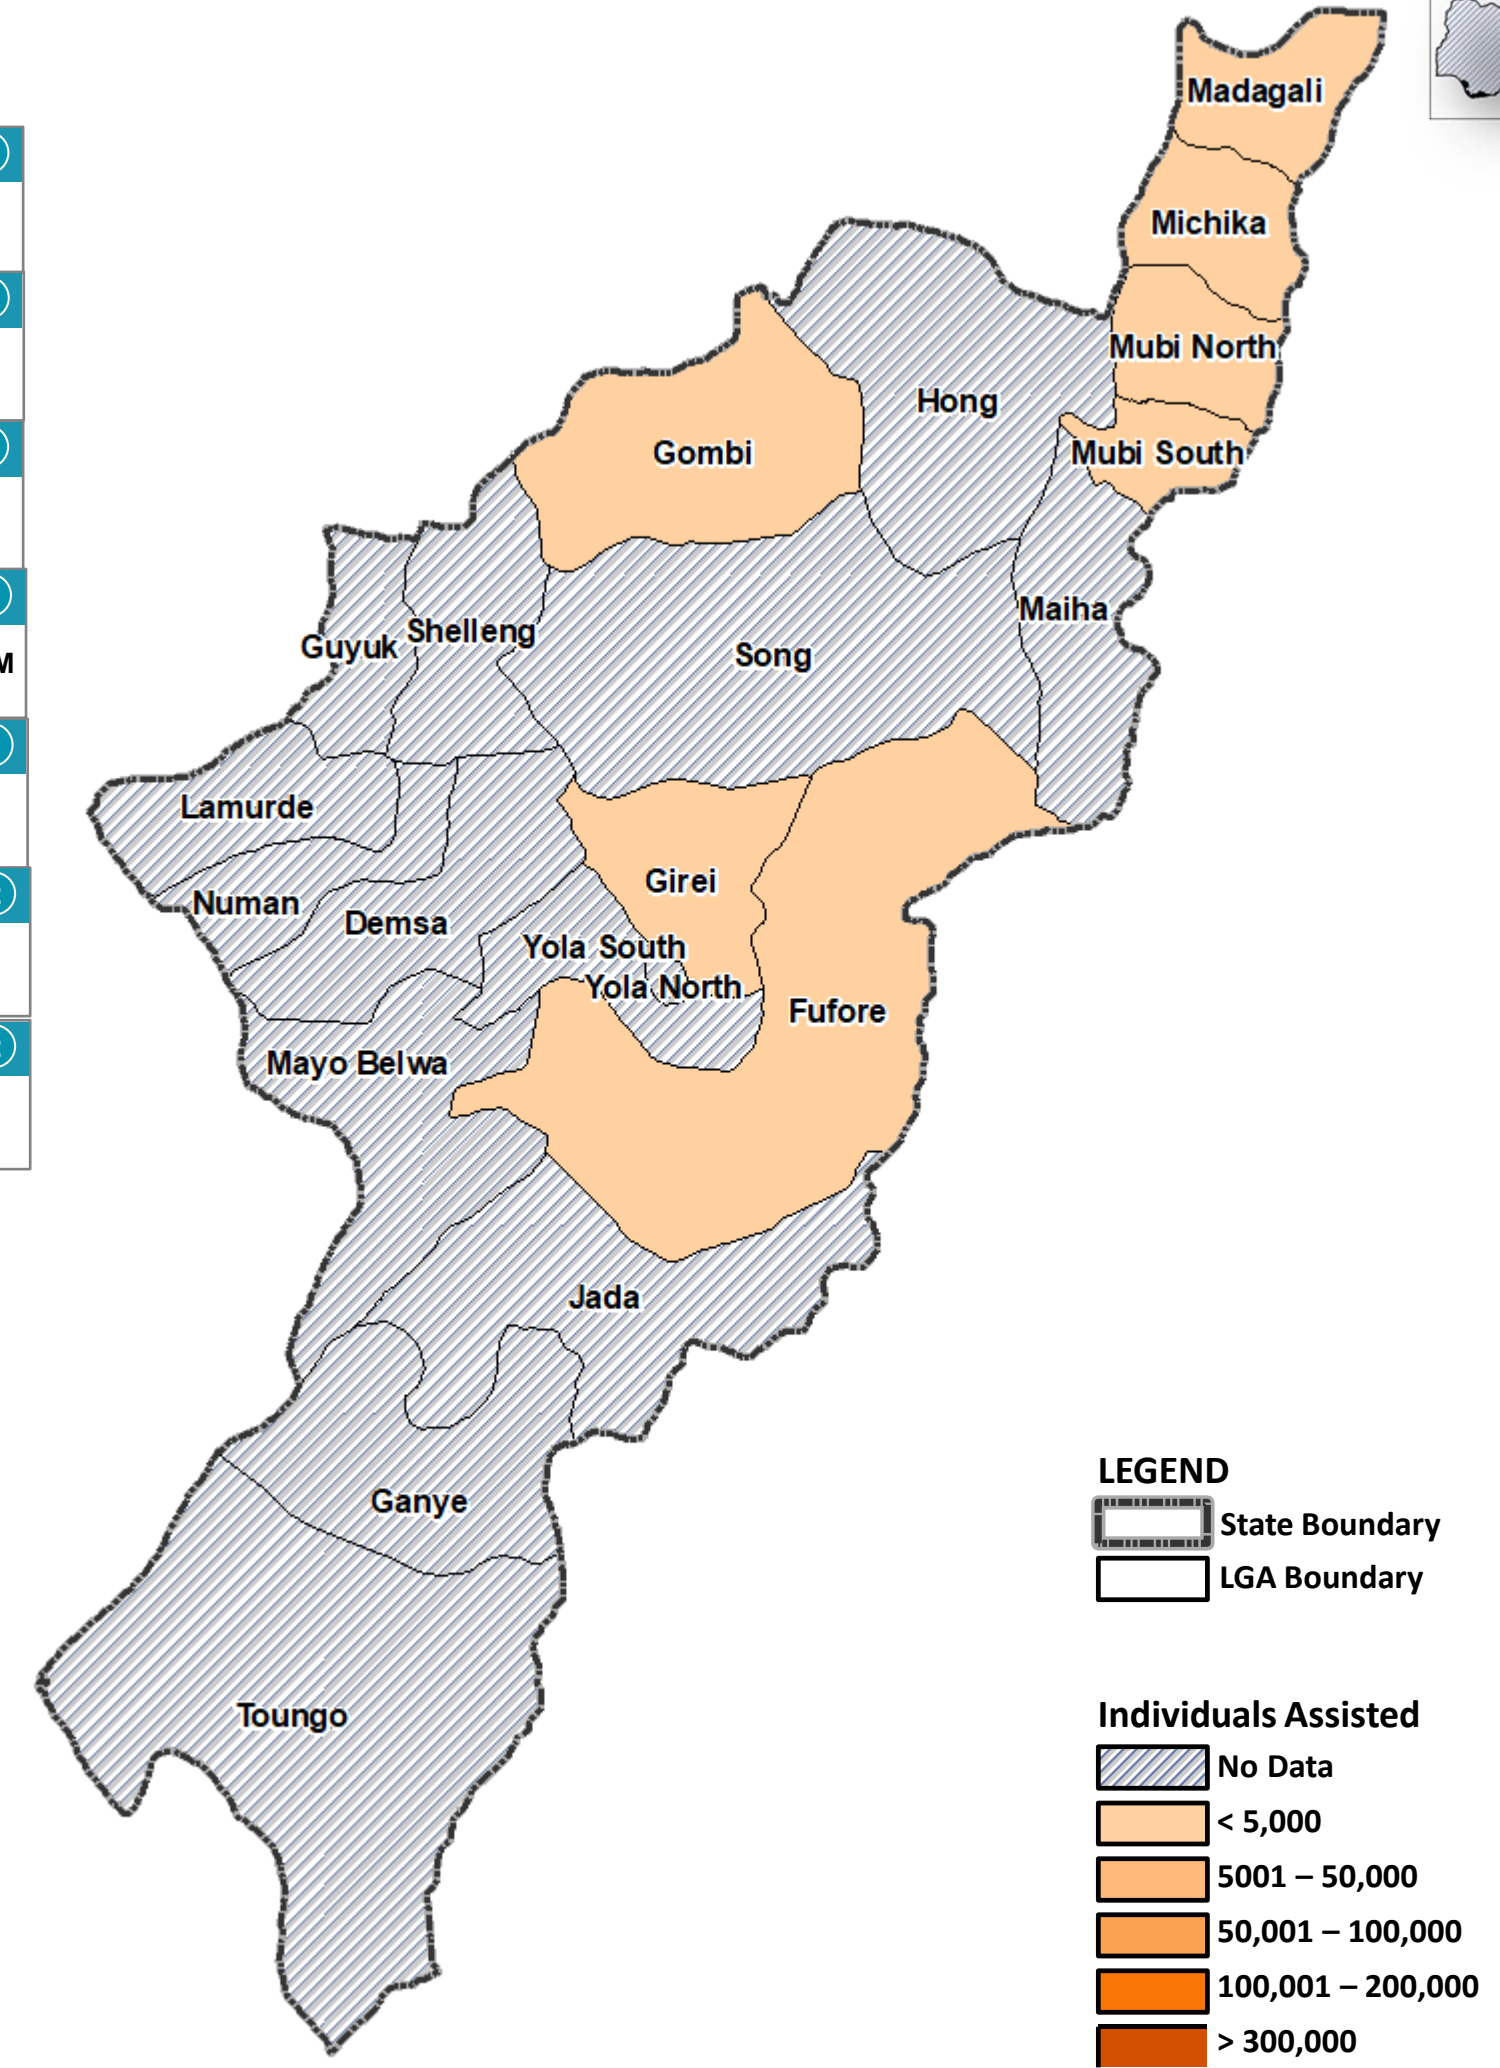 Madagali
Michika
Mubi North
Hong
Gombi
Mubi South
Maiha
Shelleng
Guyuk
Song
M
Lamurde
Girei
Numan
Demsa
Yola South
Yola North
Fufore
Mayo Belwa
Jada
Ganye
Toungo
LEGEND
State Boundary
LGA Boundary
Individuals Assisted
No Data
< 5,000
5001 – 50,000
50,001 – 100,000
100,001 – 200,000
> 300,000